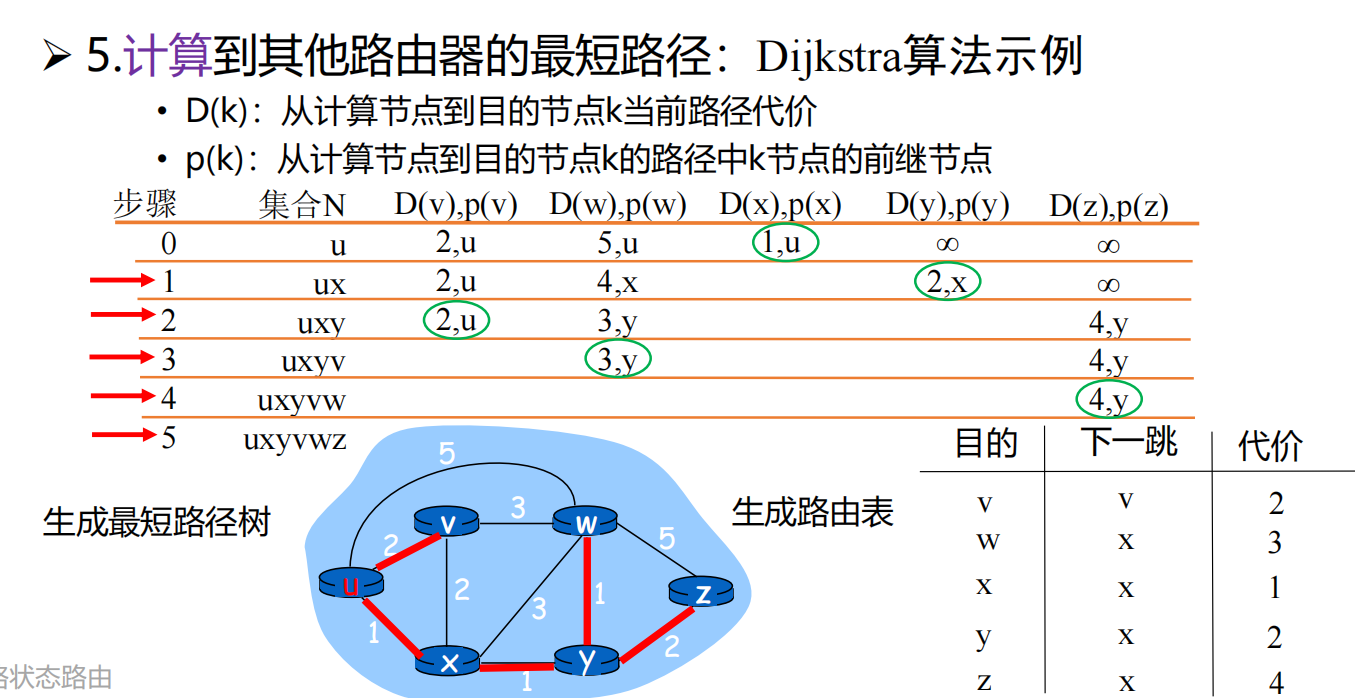 ➢ 5.计算到其他路由器的最短路径：Dijkstra算法示例
• D(k)：从计算节点到目的节点k当前路径代价
• p(k)：从计算节点到目的节点k的路径中k节点的前继节点
步骤 集合N D(v),p(v) D(w),p(w) D(x),p(x) D(y),p(y) D(z),p(z)
0 u 2,u 5,u 1,u ∞ ∞
1 ux 2,u 4,x 2,x ∞
2 uxy 2,u 3,y 4,y
3 uxyv 3,y 4,y
4 uxyvw 4,y
5 uxyvwz
生成最短路径树
5
v 3 w
2 5
u 2 1 z
1 3 2
x 1 y
生成路由表
目的 下一跳 代价
v v 2
w x 3
x x 1
y x 2
z x 4
状态路由